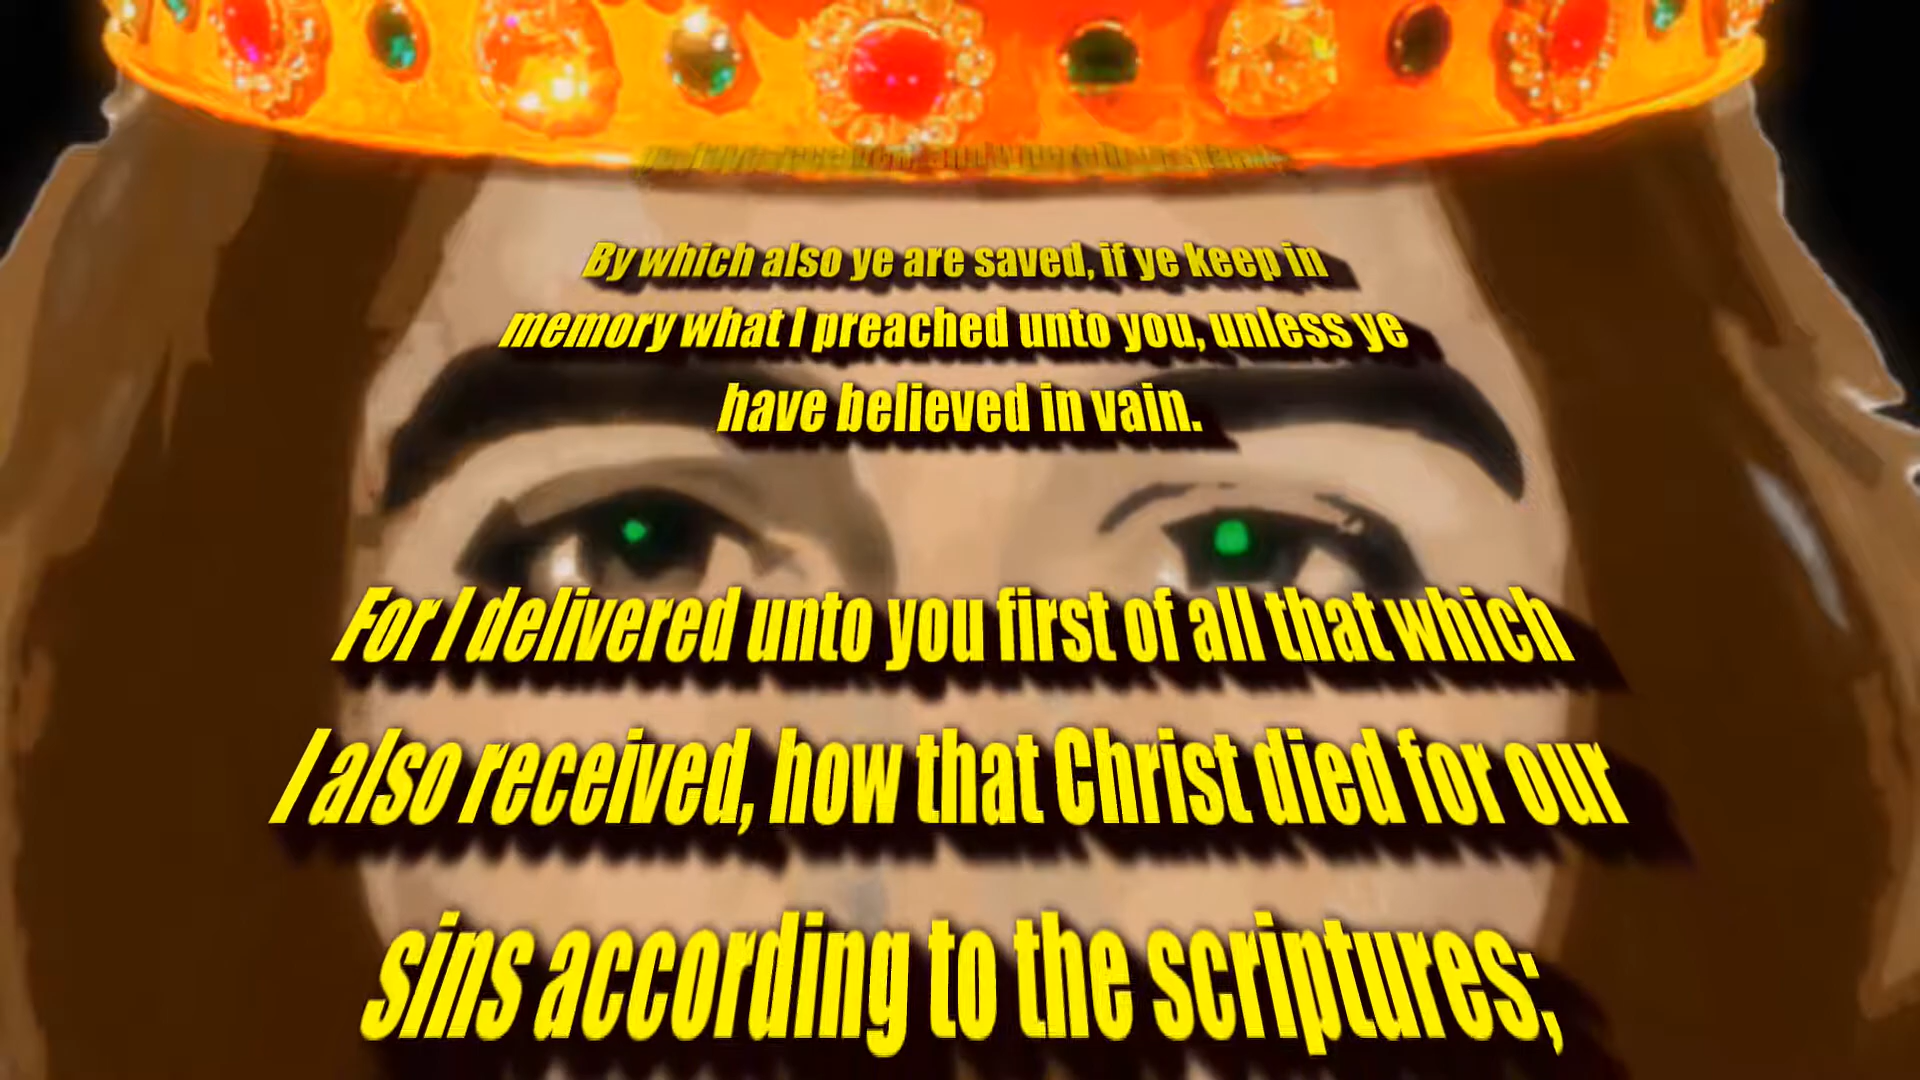 By which also ye are saved, if ye keep in
memory what I preached unto you, unless ye
have believed in vain.
For I delivered unto you first of all that which
I also received, how that Christ died for our
sins according to the scriptures;